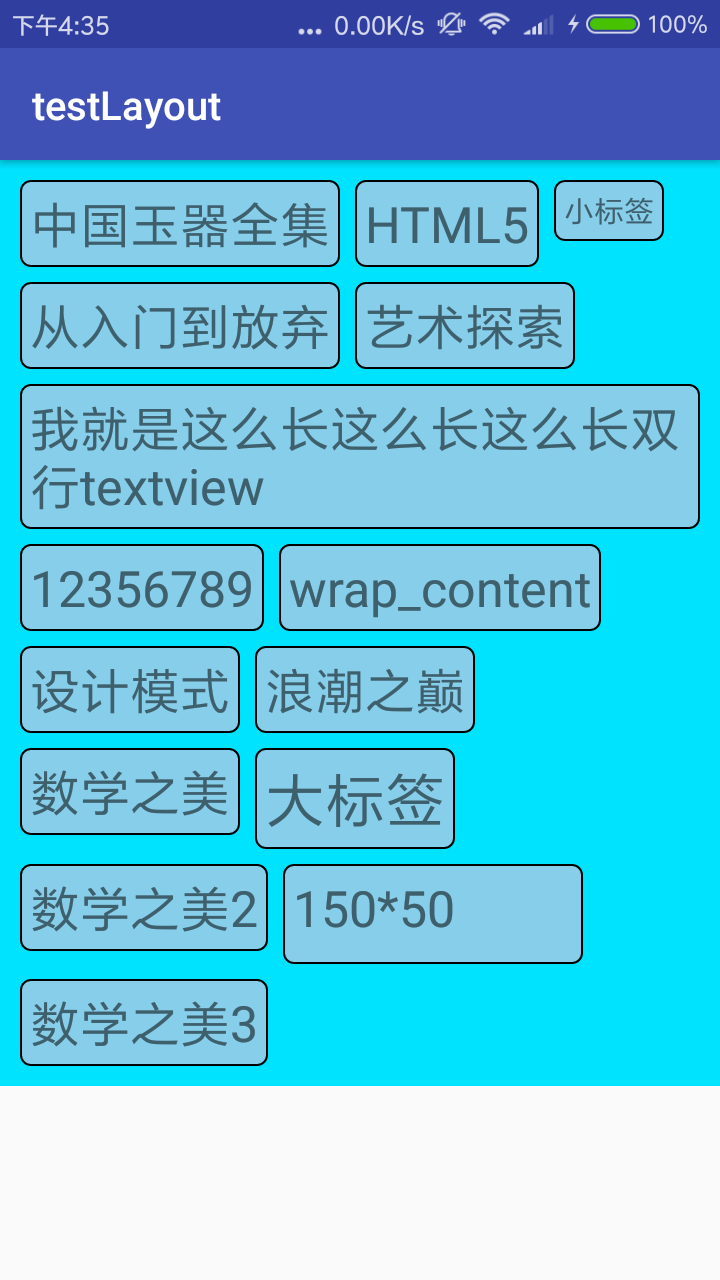 下午4:35 ... 0.00K/s 100%
testLayout
中国玉器全集 HTML5 小标签
从入门到放弃 艺术探索
我就是这么长这么长这么长双
行textview
12356789 wrap_content
设计模式 浪潮之巅
数学之美 大标签
数学之美2 150*50
数学之美3